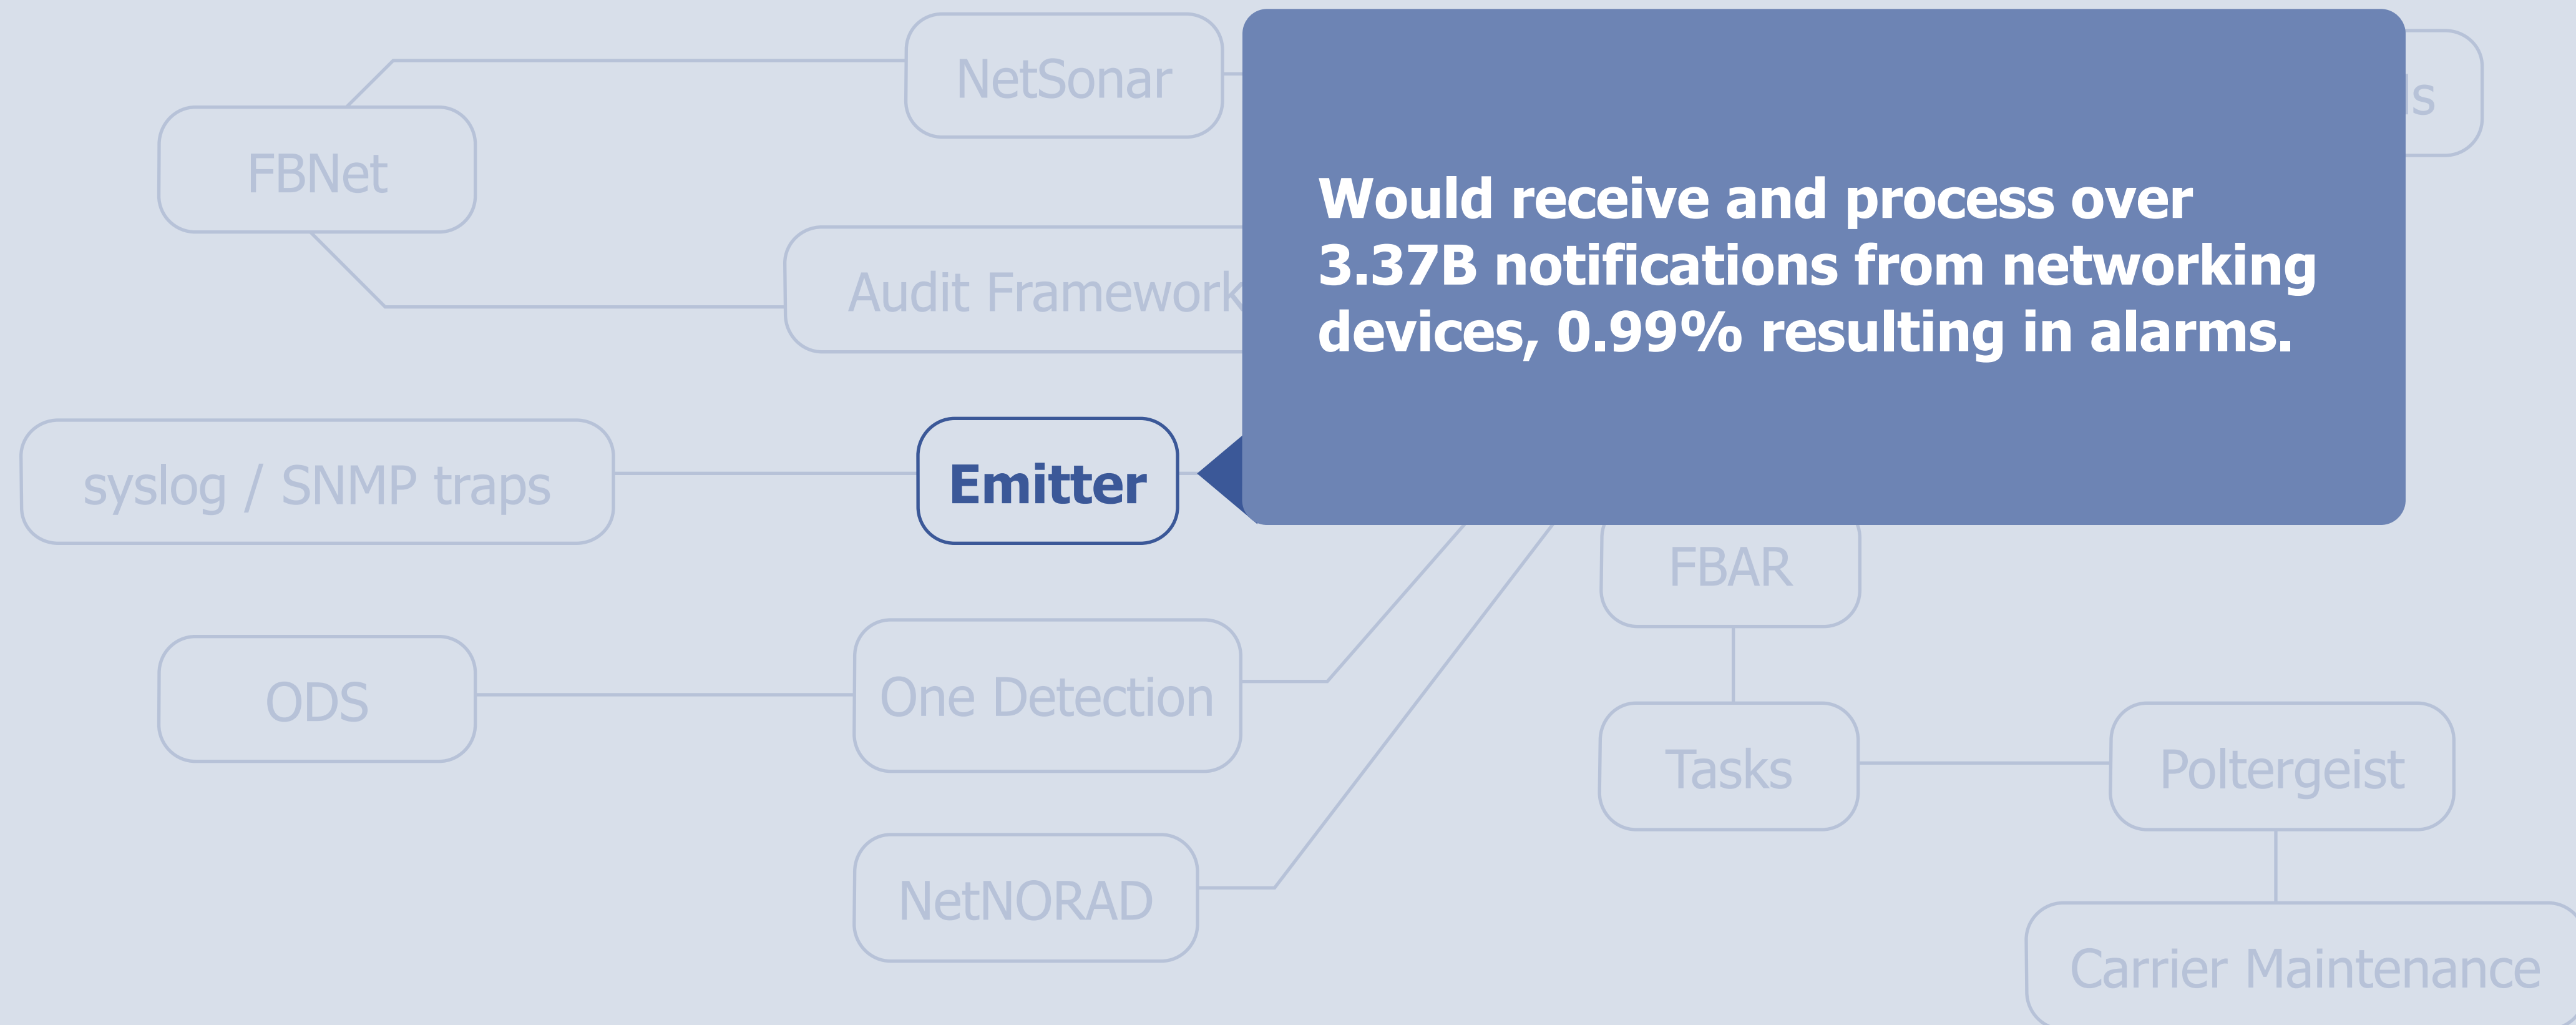 NetSonar
FBNet
Would receive and process over
3.37B notifications from networking
devices, 0.99% resulting in alarms.
Audit Framework
syslog / SNMP traps
Emitter
FBAR
ODS
One Detection
Tasks
Poltergeist
NetNORAD
Carrier Maintenance